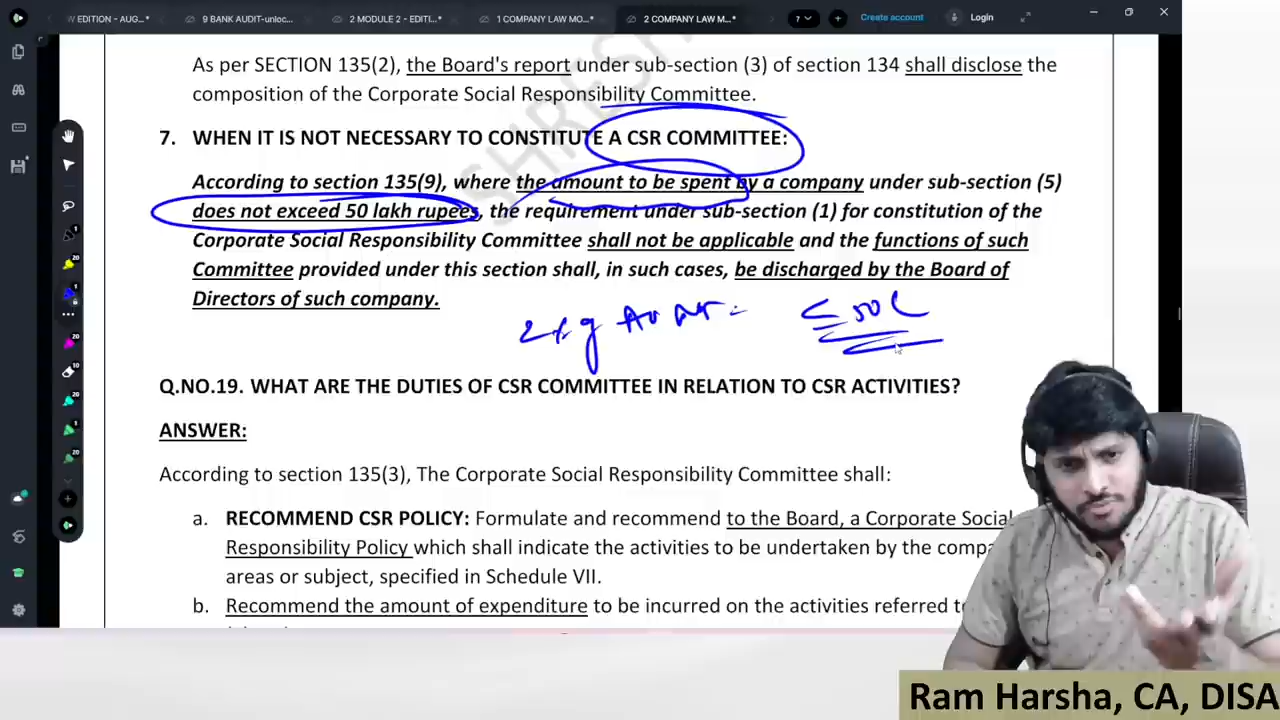 W EDITION - AUG...* 9 BANK AUDIT-unloc... 2 MODULE 2 - EDITI...* 1 COMPANY LAW MO...* 2 COMPANY LAW M...* 7 Create account Login
As per SECTION 135(2), the Board's report under sub-section (3) of section 134 shall disclose the
composition of the Corporate Social Responsibility Committee.
7. WHEN IT IS NOT NECESSARY TO CONSTITUTE A CSR COMMITTEE:
According to section 135(9), where the amount to be spent by a company under sub-section (5)
does not exceed 50 lakh rupees, the requirement under sub-section (1) for constitution of the
Corporate Social Responsibility Committee shall not be applicable and the functions of such
Committee provided under this section shall, in such cases, be discharged by the Board of
Directors of such company.
≤ 50L
Q.NO.19. WHAT ARE THE DUTIES OF CSR COMMITTEE IN RELATION TO CSR ACTIVITIES?
ANSWER:
According to section 135(3), The Corporate Social Responsibility Committee shall:
a. RECOMMEND CSR POLICY: Formulate and recommend to the Board, a Corporate Social
Responsibility Policy which shall indicate the activities to be undertaken by the comp
areas or subject, specified in Schedule VII.
b. Recommend the amount of expenditure to be incurred on the activities referred t
Ram Harsha, CA, DISA